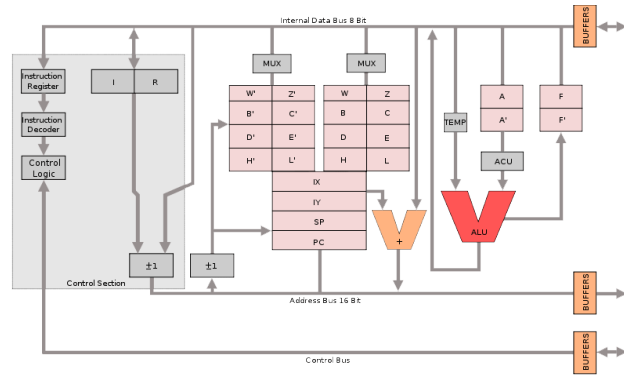 Internal Data Bus 8 Bit
BUFFERS
MUX
MUX
Instruction
Register
I
R
W'
Z'
W
Z
B'
C'
B
C
D'
E'
D
E
H'
L'
H
L
A
F
A'
F'
TEMP
Instruction
Decoder
ACU
Control
Logic
IX
IY
SP
PC
+
ALU
±1
±1
Control Section
Address Bus 16 Bit
BUFFERS
Control Bus
BUFFERS